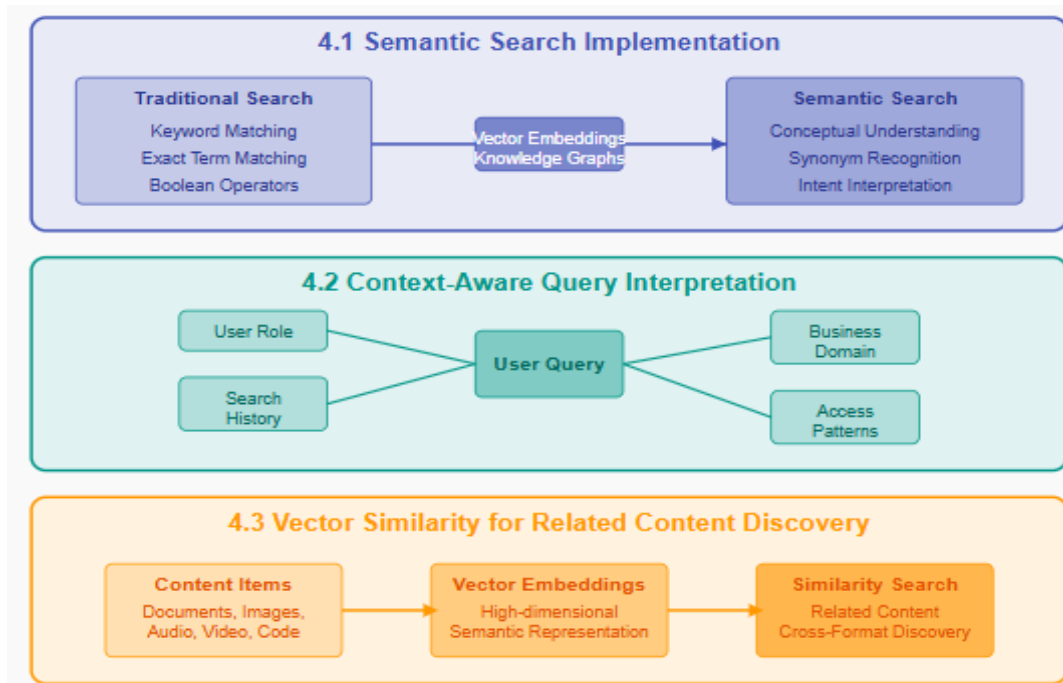 4.1 Semantic Search Implementation
Traditional Search
Keyword Matching
Exact Term Matching
Boolean Operators
Vector Embeddings
Knowledge Graphs
Semantic Search
Conceptual Understanding
Synonym Recognition
Intent Interpretation
4.2 Context-Aware Query Interpretation
User Role
Search
History
User Query
Business
Domain
Access
Patterns
4.3 Vector Similarity for Related Content Discovery
Content Items
Documents, Images,
Audio, Video, Code
Vector Embeddings
High-dimensional
Semantic Representation
Similarity Search
Related Content
Cross-Format Discovery